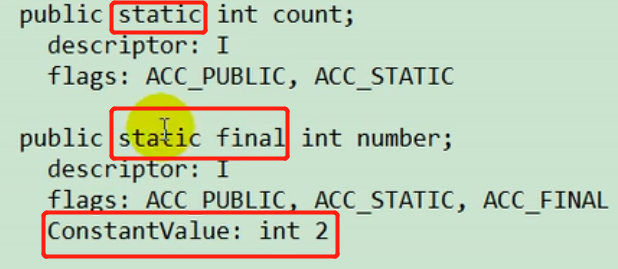 public static int count;
descriptor: I
flags: ACC_PUBLIC, ACC_STATIC
public static final int number;
descriptor: I
flags: ACC_PUBLIC, ACC_STATIC, ACC_FINAL
ConstantValue: int 2